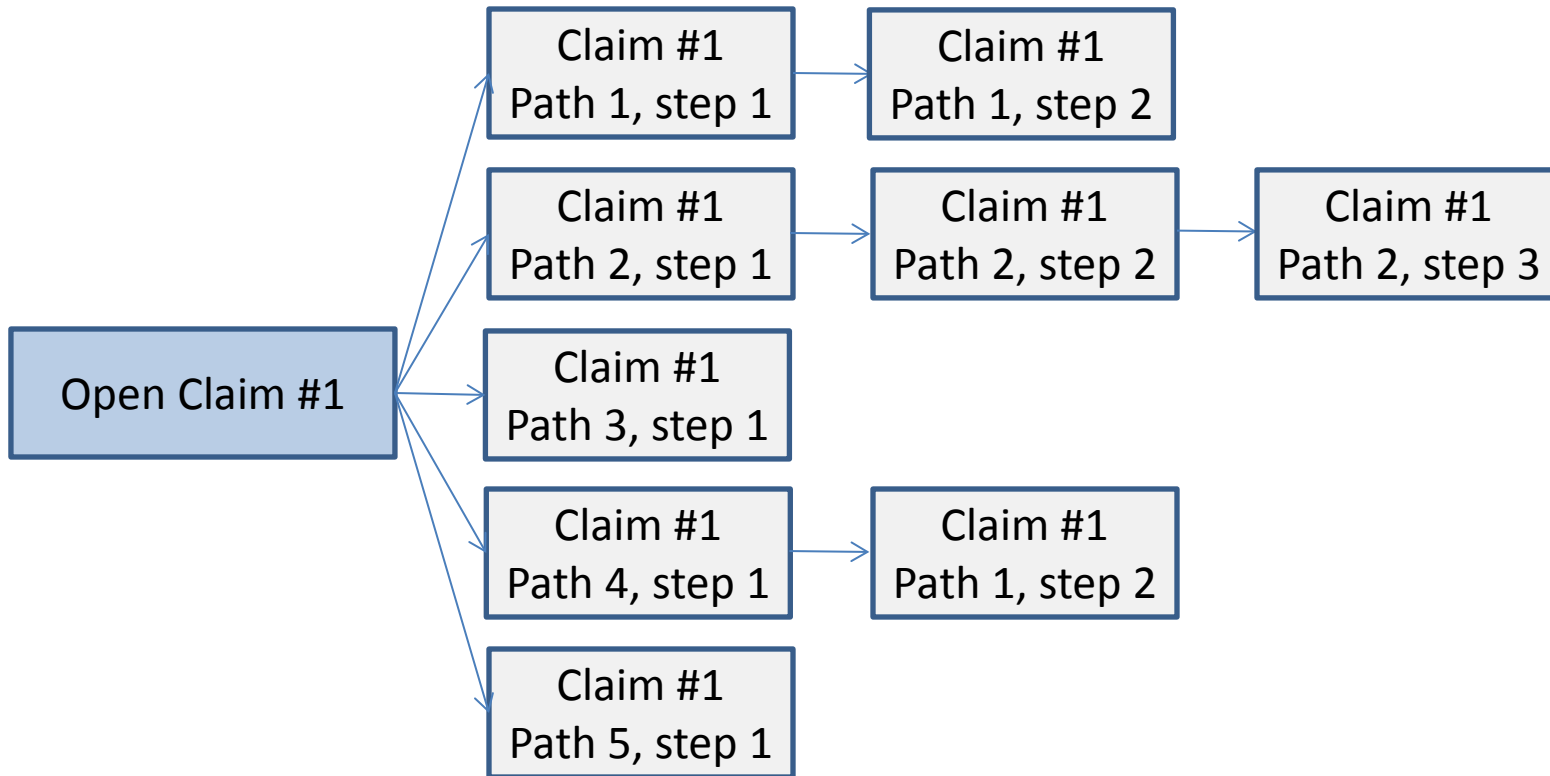 Claim #1
Path 1, step 1
Claim #1
Path 1, step 2
Claim #1
Path 2, step 1
Claim #1
Path 2, step 2
Claim #1
Path 2, step 3
Open Claim #1
Claim #1
Path 3, step 1
Claim #1
Path 4, step 1
Claim #1
Path 1, step 2
Claim #1
Path 5, step 1